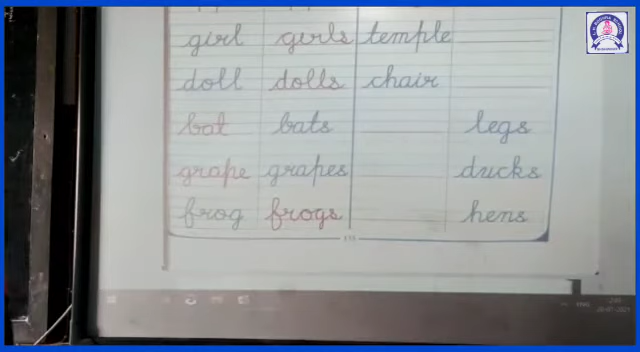 girl girls temple
doll dolls chair
bat bats legs
grape grapes ducks
frog frogs hens